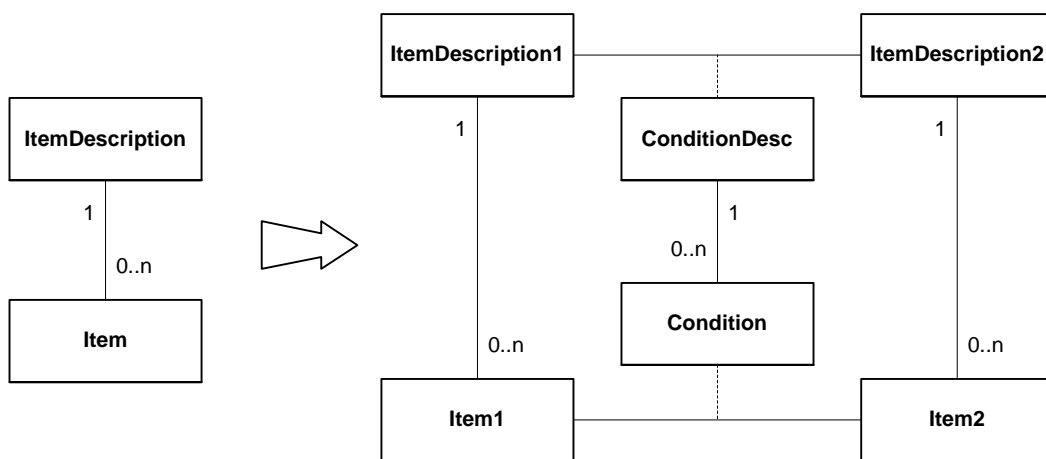 ItemDescription1
ItemDescription2
ItemDescription
1
0..n
Item
1
ConditionDesc
1
0..n
Condition
1
0..n
0..n
Item1
Item2